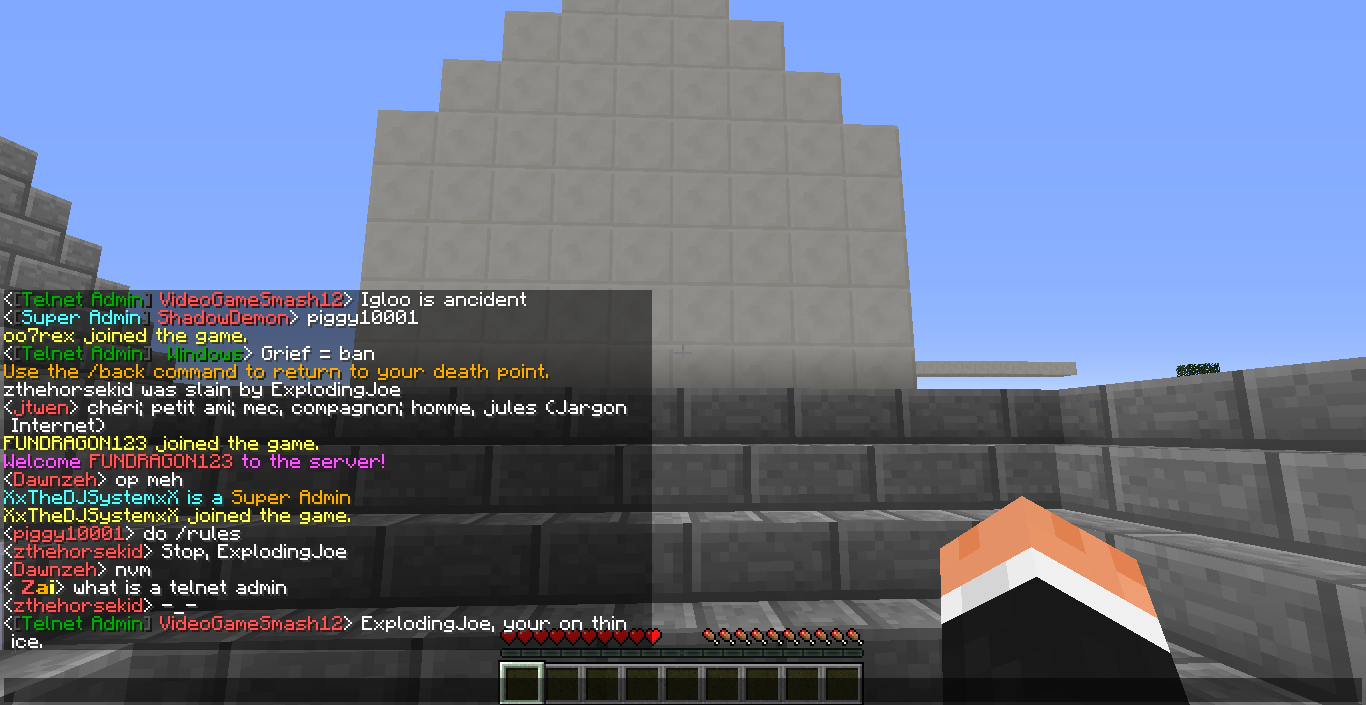 <[Telnet Admin] VideoGameSmash12> Igloo is ancident
<[Super Admin] ShadowDemon> piggy10001
oo7rex joined the game.
<[Telnet Admin] Windows> Grief = ban
Use the /back command to return to your death point.
zthehorsekid was slain by ExplodingJoe
<jtwen> chéri; petit ami; mec, compagnon; homme, jules (Jargon
Internet)
FUNDRAGON123 joined the game.
Welcome FUNDRAGON123 to the server!
<Dawnzeh> op meh
XxTheDJSystemxX is a Super Admin
XxTheDJSystemxX joined the game.
<piggy10001> do /rules
<zthehorsekid> Stop, ExplodingJoe
<Dawnzeh> nvm
< Zai> what is a telnet admin
<zthehorsekid> -_-
<[Telnet Admin] VideoGameSmash12> ExplodingJoe, your on thin
ice.